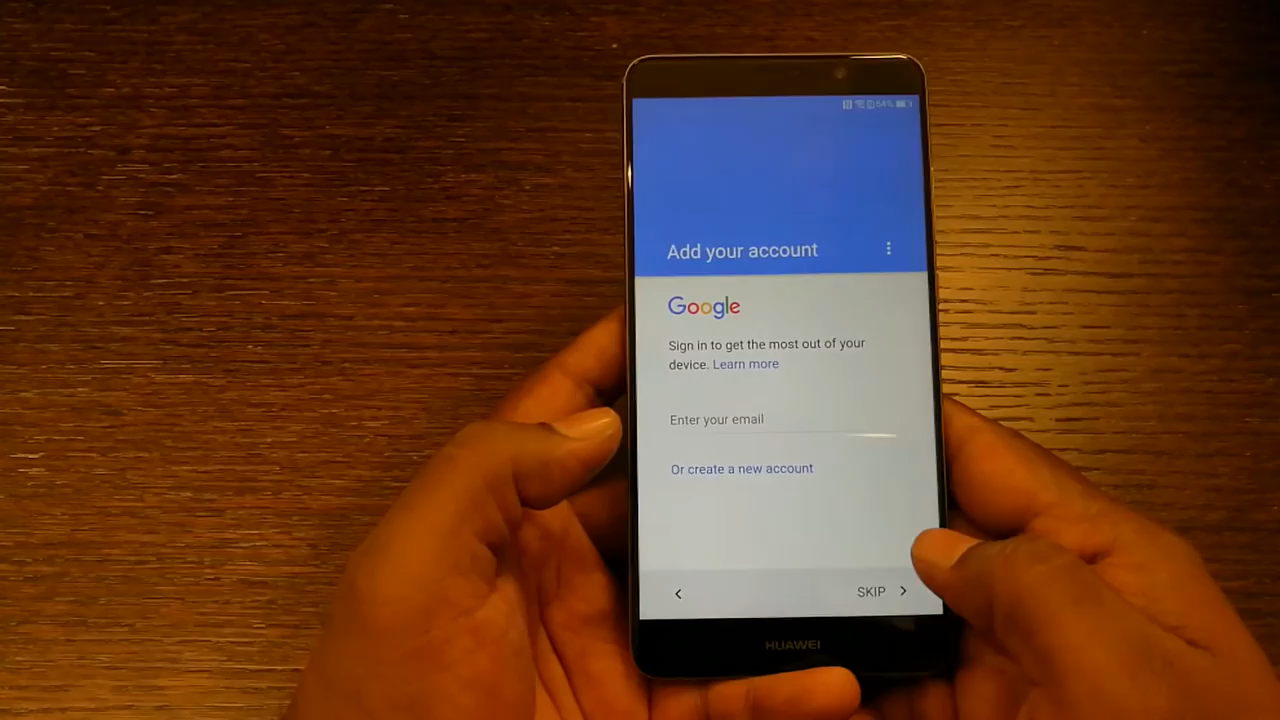 64%
Add your account
Google
Sign in to get the most out of your
device. Learn more
Enter your email
Or create a new account
SKIP
HUAWEI